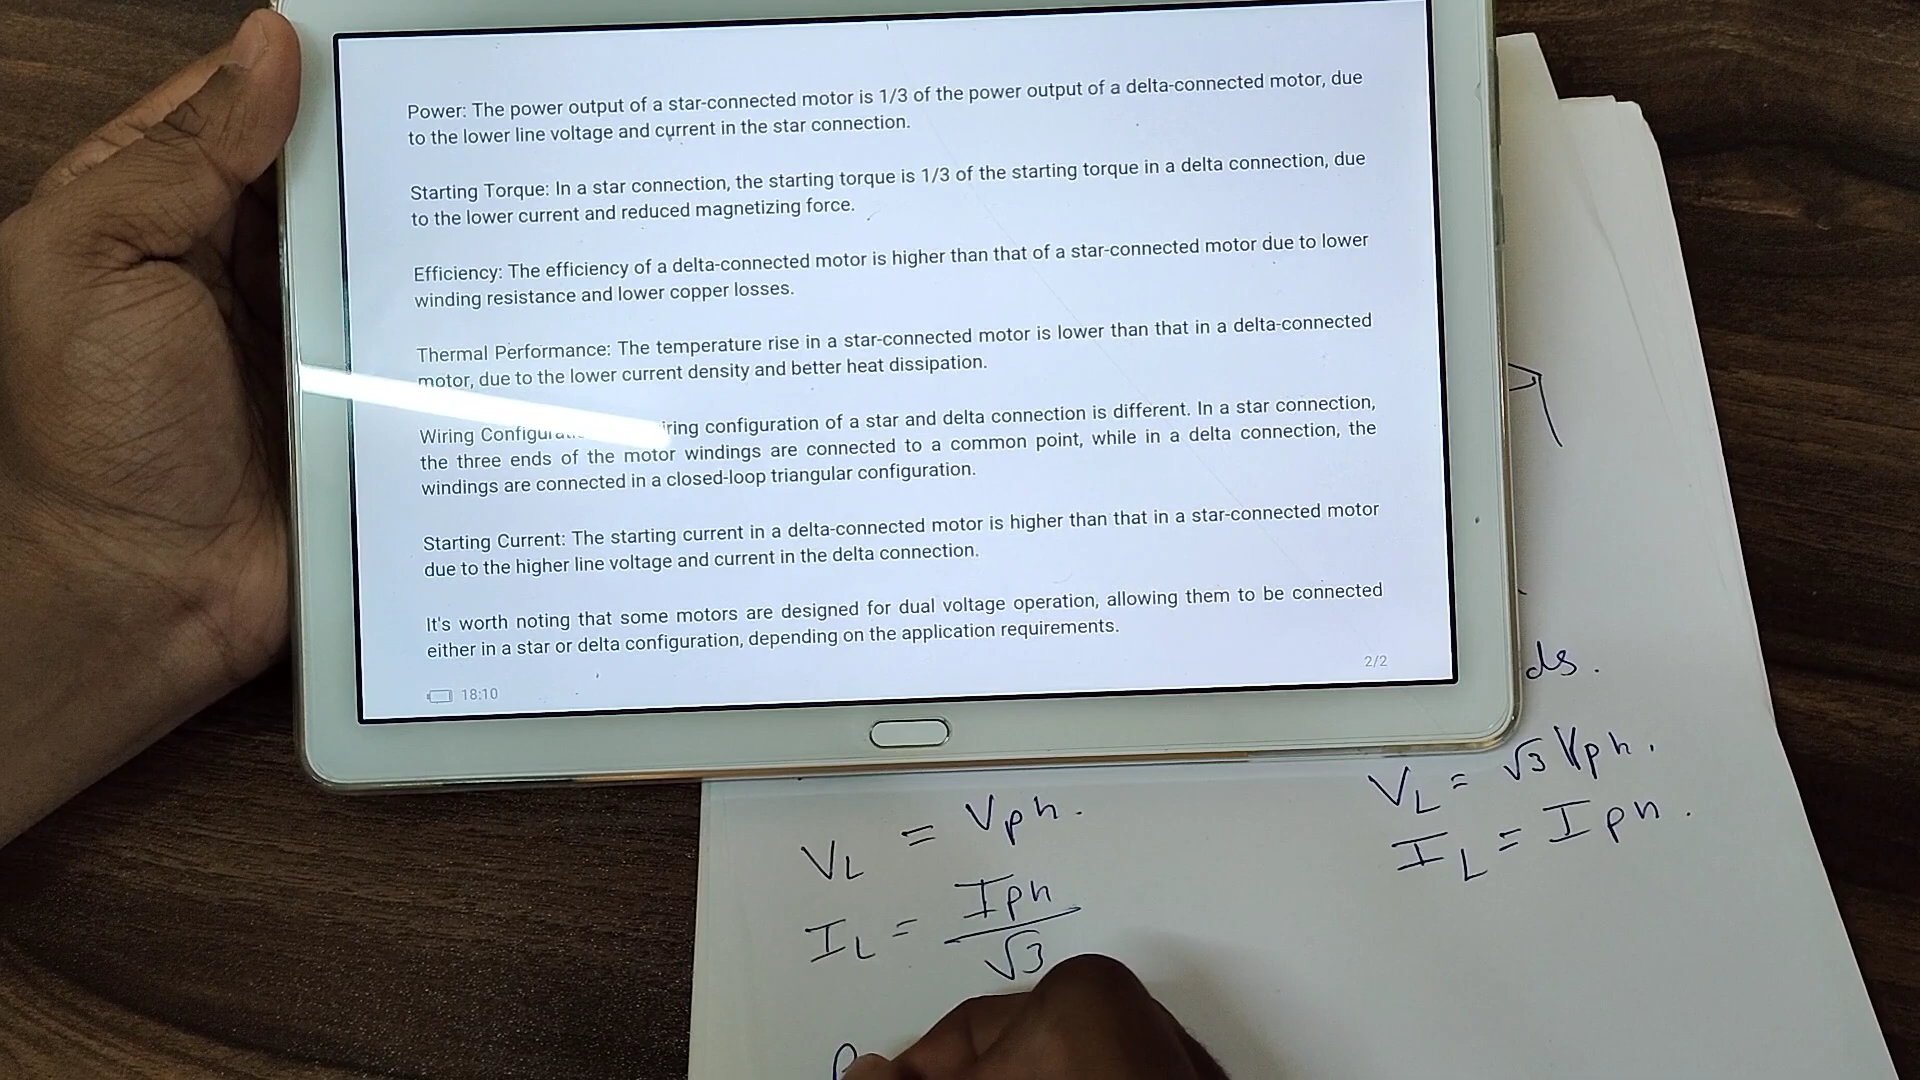 Power: The power output of a star-connected motor is 1/3 of the power output of a delta-connected motor, due
to the lower line voltage and current in the star connection.
Starting Torque: In a star connection, the starting torque is 1/3 of the starting torque in a delta connection, due
to the lower current and reduced magnetizing force.
Efficiency: The efficiency of a delta-connected motor is higher than that of a star-connected motor due to lower
winding resistance and lower copper losses.
Thermal Performance: The temperature rise in a star-connected motor is lower than that in a delta-connected
motor, due to the lower current density and better heat dissipation.
Wiring configuration of a star and delta connection is different. In a star connection,
the three ends of the motor windings are connected to a common point, while in a delta connection, the
windings are connected in a closed-loop triangular configuration.
Starting Current: The starting current in a delta-connected motor is higher than that in a star-connected motor
due to the higher line voltage and current in the delta connection.
It's worth noting that some motors are designed for dual voltage operation, allowing them to be connected
either in a star or delta configuration, depending on the application requirements.
2/2
18:10
ds.
VL = Vph.
IL = Iph/√3
VL = √3 Vph.
IL = Iph.